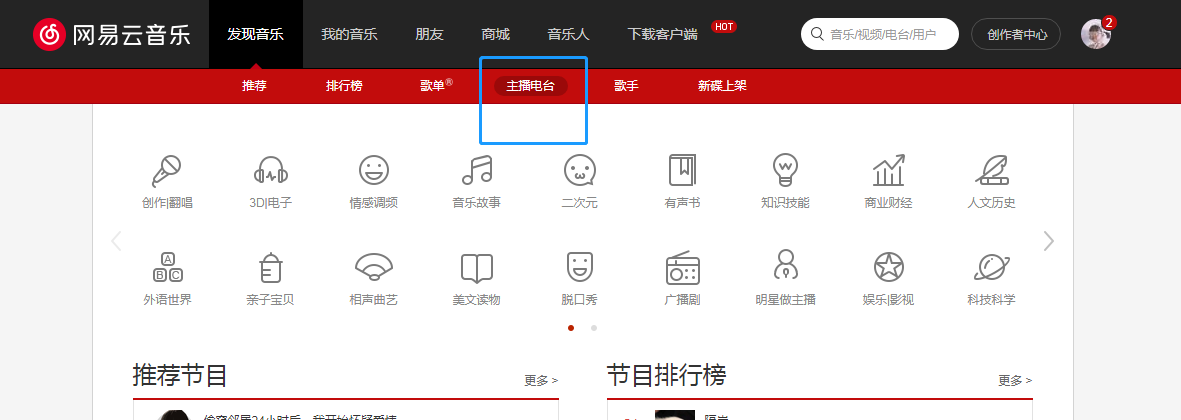 网易云音乐 发现音乐 我的音乐 朋友 商城 音乐人 下载客户端 HOT 音乐/视频/电台/用户 创作者中心 2
推荐 排行榜 歌单® 主播电台 歌手 新碟上架
创作|翻唱 3D|电子 情感调频 音乐故事 二次元 有声书 知识技能 商业财经 人文历史
A
B C
外语世界 亲子宝贝 相声曲艺 美文读物 脱口秀 广播剧 明星做主播 娱乐|影视 科技科学
推荐节目 更多 > 节目排行榜 更多 >